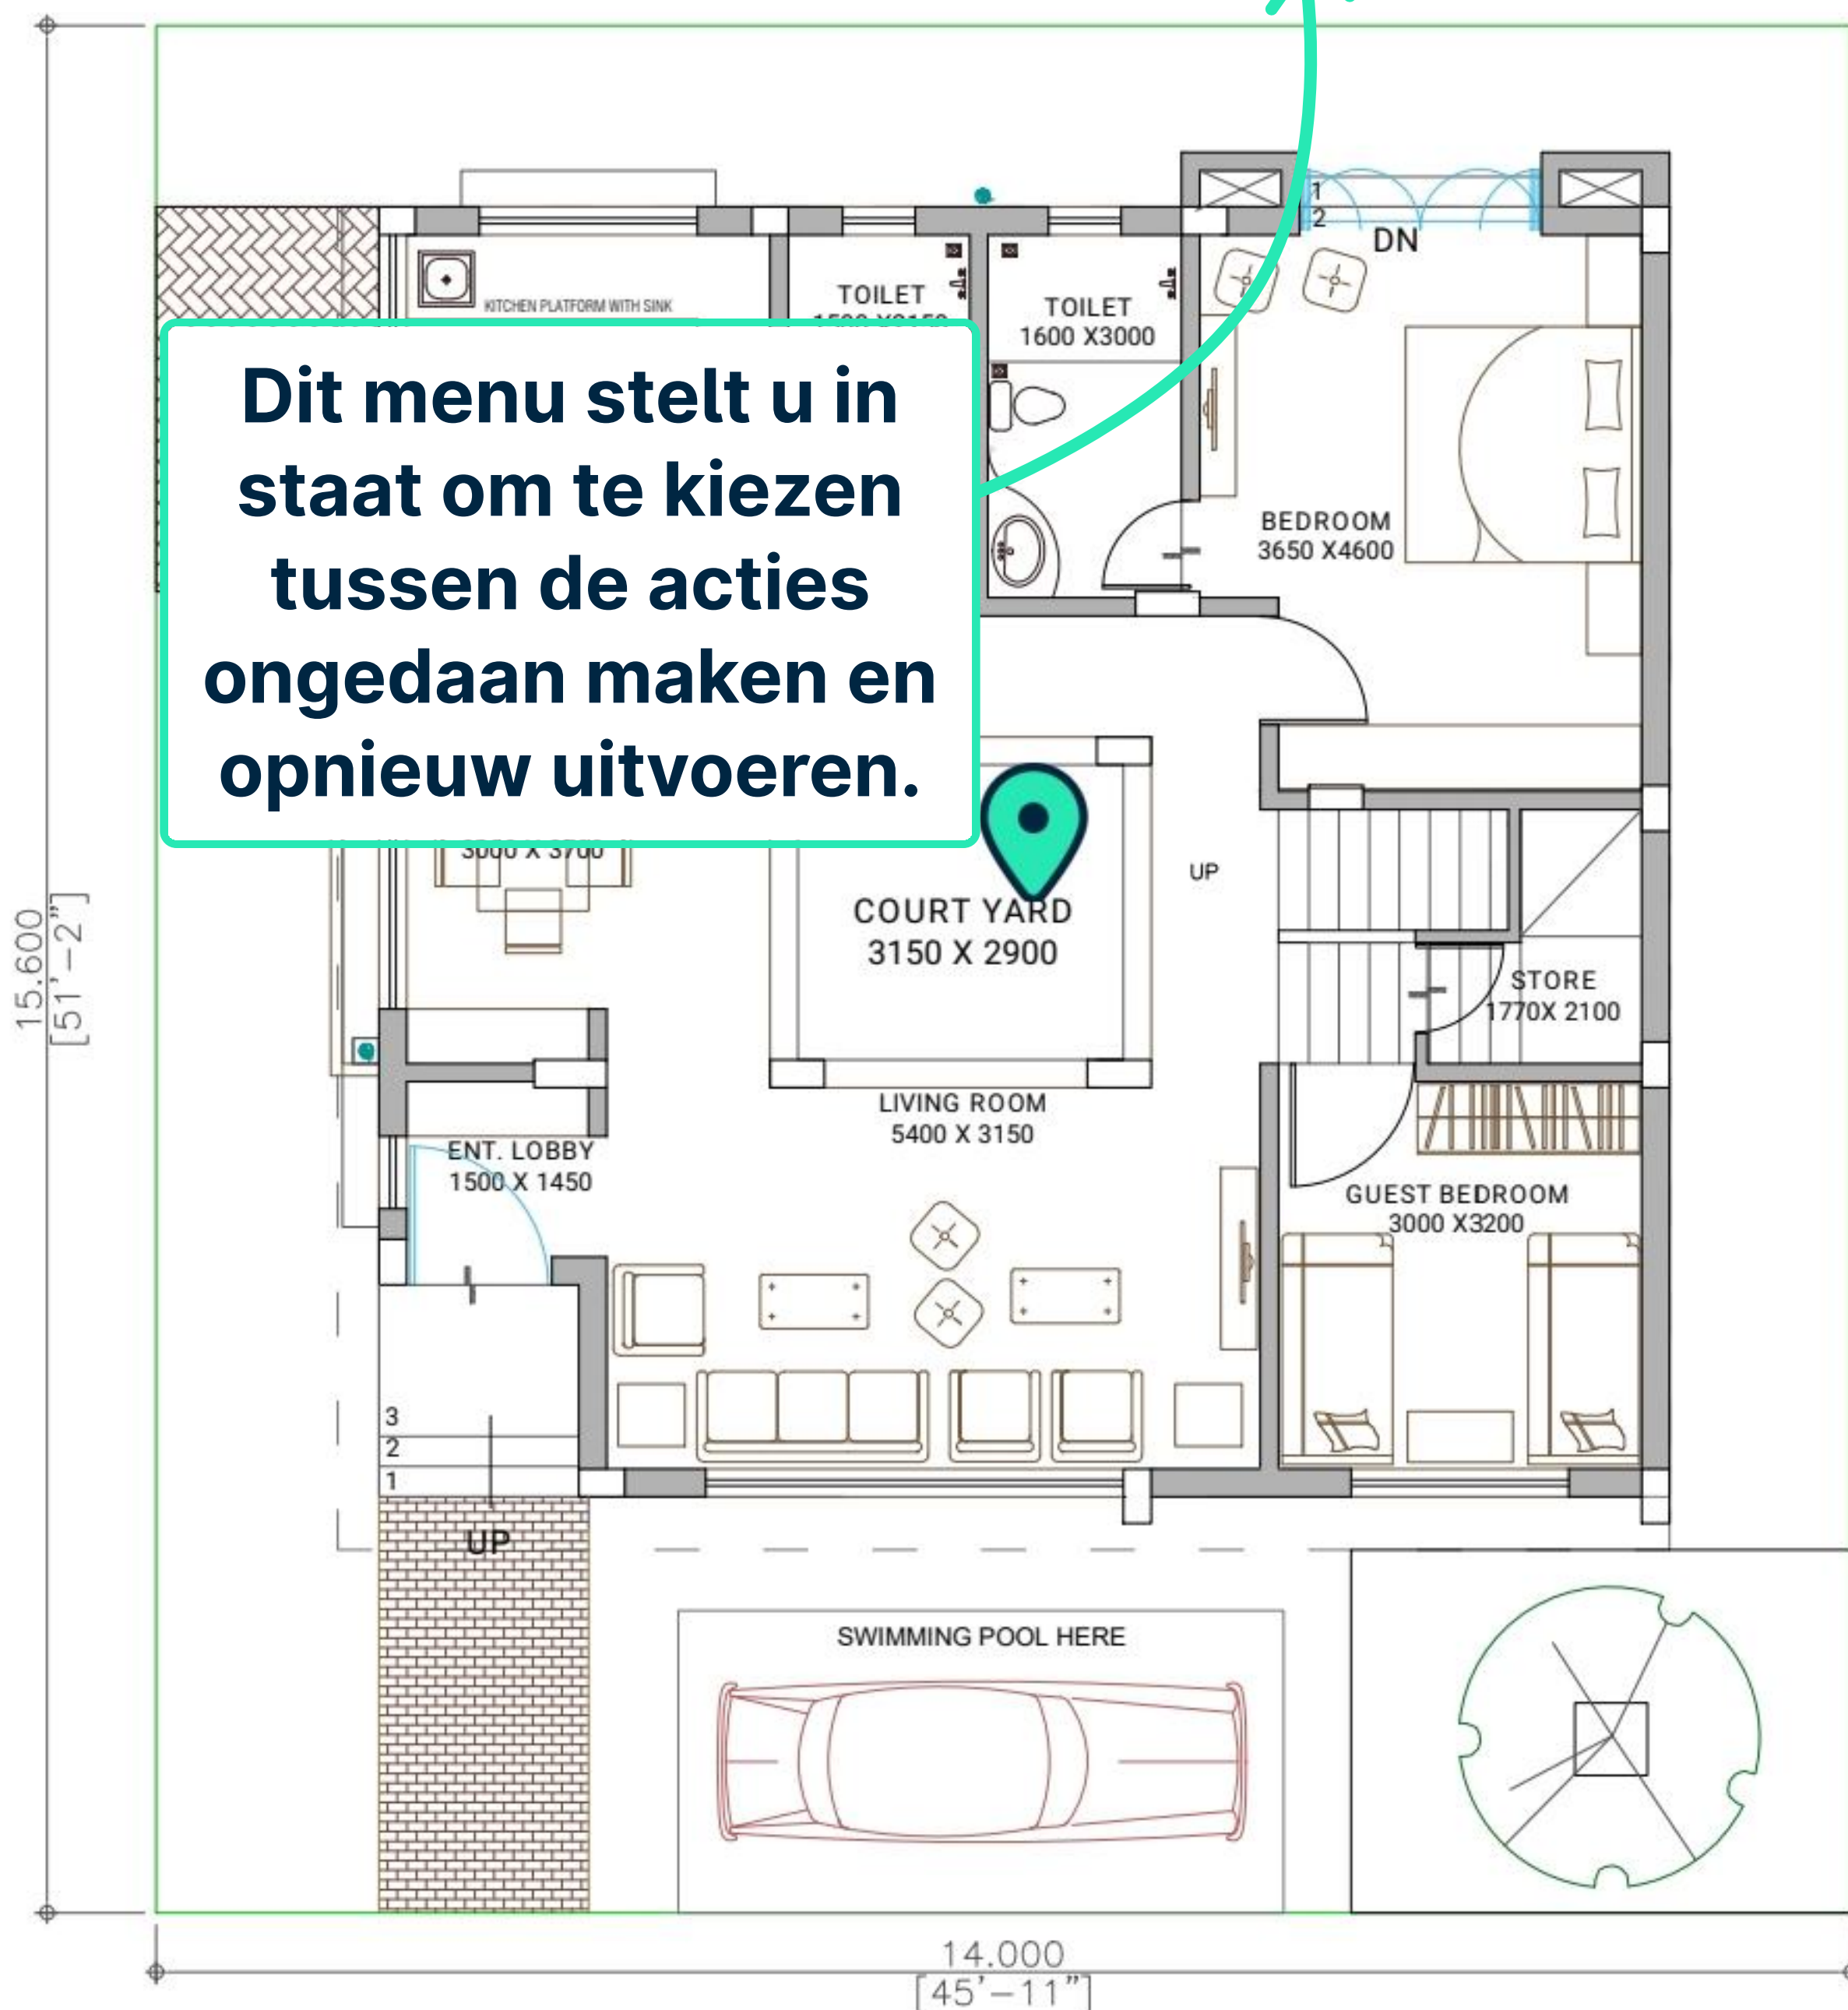 1
2
DN
KITCHEN PLATFORM WITH SINK
TOILET
TOILET
1600 X3000
Dit menu stelt u in
staat om te kiezen
tussen de acties
ongedaan maken en
opnieuw uitvoeren.
BEDROOM
3650 X4600
3000 X 3700
UP
COURT YARD
3150 X 2900
15.600
[51'-2"]
STORE
1770X 2100
LIVING ROOM
5400 X 3150
ENT. LOBBY
1500 X 1450
GUEST BEDROOM
3000 X3200
3
2
1
UP
SWIMMING POOL HERE
14.000
[45'-11"]